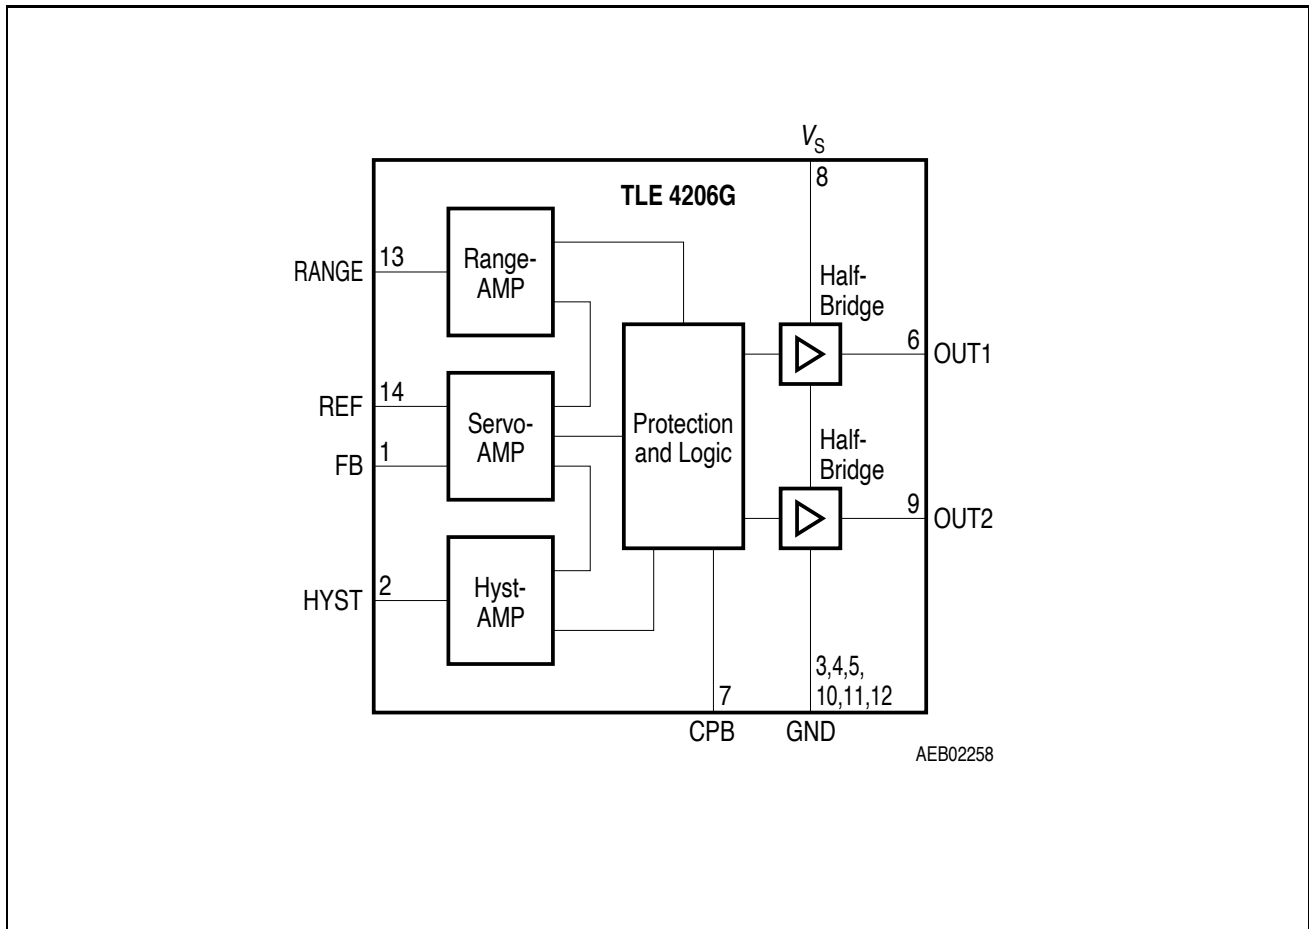 V_S
8
TLE 4206G
RANGE
13
Range-
AMP
Half-
Bridge
6
OUT1
REF
14
FB
1
Servo-
AMP
Protection
and Logic
Half-
Bridge
9
OUT2
HYST
2
Hyst-
AMP
3,4,5,
10,11,12
7
CPB
GND
AEB02258